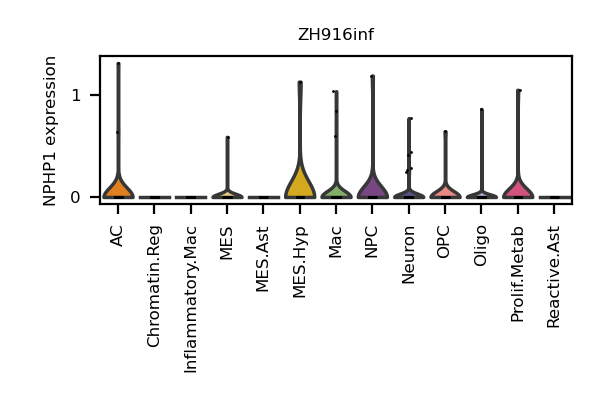 ZH916inf
NPHP1 expression
1
0
AC
Chromatin.Reg
Inflammatory.Mac
MES
MES.Ast
MES.Hyp
Mac
NPC
Neuron
OPC
Oligo
Prolif.Metab
Reactive.Ast